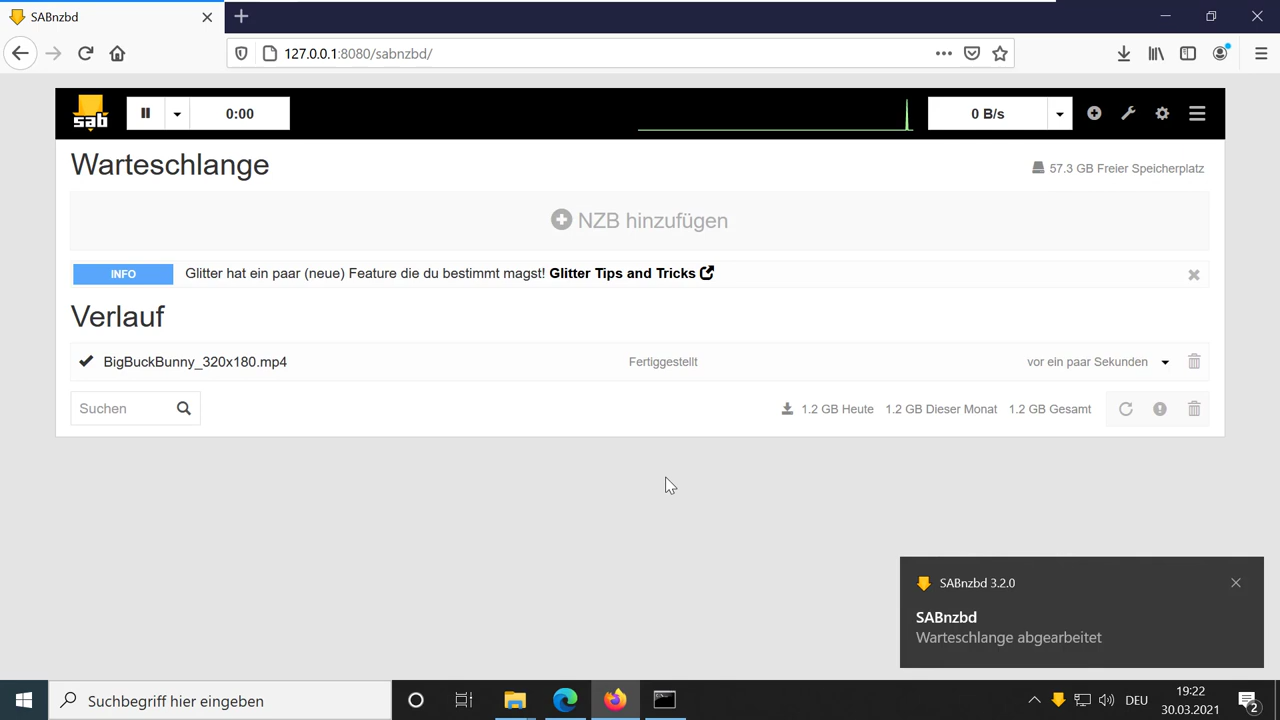 SABnzbd
127.0.0.1:8080/sabnzbd/
sab
0:00
0 B/s
Warteschlange
57.3 GB Freier Speicherplatz
NZB hinzufügen
INFO
Glitter hat ein paar (neue) Feature die du bestimmt magst! Glitter Tips and Tricks
Verlauf
BigBuckBunny_320x180.mp4
Fertiggestellt
vor ein paar Sekunden
Suchen
1.2 GB Heute
1.2 GB Dieser Monat
1.2 GB Gesamt
SABnzbd 3.2.0
SABnzbd
Warteschlange abgearbeitet
Suchbegriff hier eingeben
DEU
19:22
30.03.2021
2